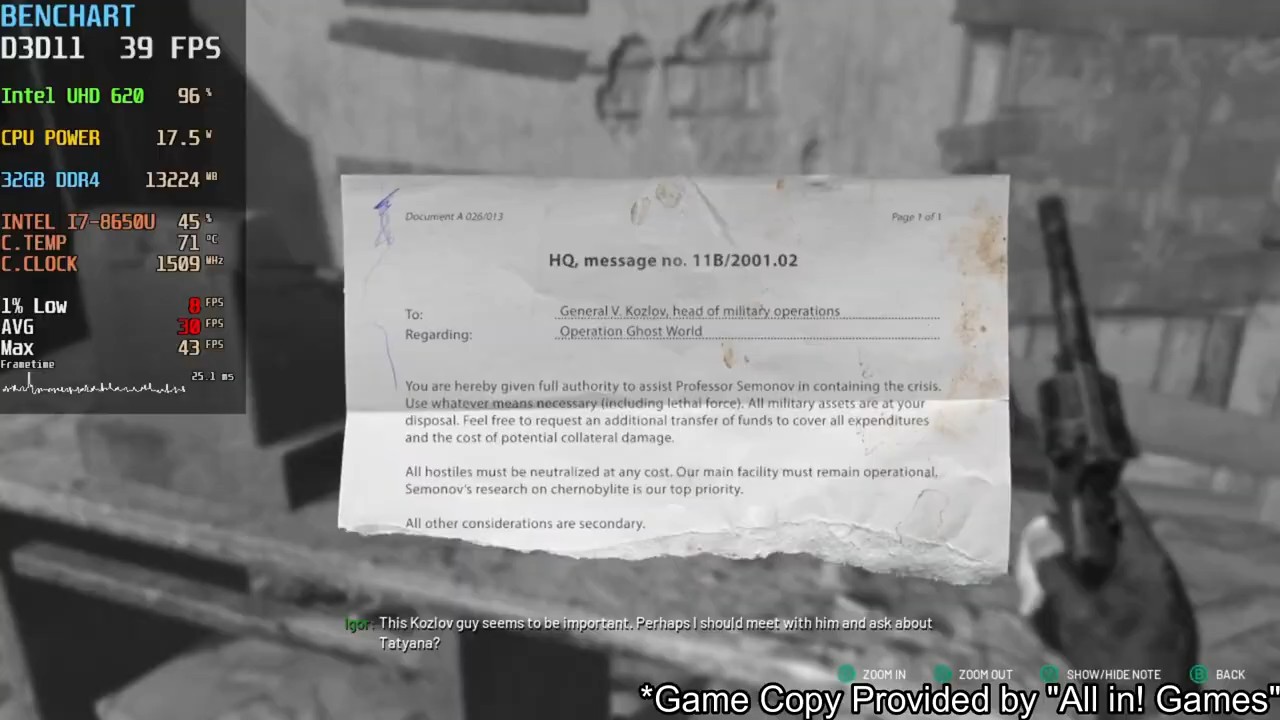 BENCHART
D3D11 39 FPS
Intel UHD 620 96 %
CPU POWER 17.5 W
32GB DDR4 13224 MB
INTEL I7-8650U 45 %
C.TEMP 71 °C
C.CLOCK 1509 MHz
1% Low 8 FPS
AVG 30 FPS
Max 43 FPS
Frametime
25.1 ms
Document A 026/013 Page 1 of 1
HQ, message no. 11B/2001.02
To: General V. Kozlov, head of military operations
Regarding: Operation Ghost World
You are hereby given full authority to assist Professor Semonov in containing the crisis.
Use whatever means necessary (including lethal force). All military assets are at your
disposal. Feel free to request an additional transfer of funds to cover all expenditures
and the cost of potential collateral damage.
All hostiles must be neutralized at any cost. Our main facility must remain operational,
Semonov's research on chernobylite is our top priority.
All other considerations are secondary.
Igor: This Kozlov guy seems to be important. Perhaps I should meet with him and ask about
Tatyana?
ZOOM IN ZOOM OUT SHOW/HIDE NOTE B BACK
*Game Copy Provided by "All in! Games"